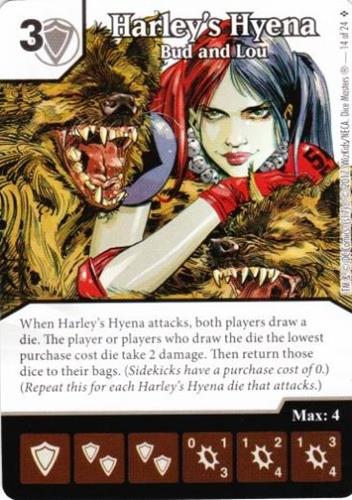 3
Harley's Hyena
Bud and Lou
14 of 24
When Harley's Hyena attacks, both players draw a
die. The player or players who draw the die the lowest
purchase cost die take 2 damage. Then return those
dice to their bags. (Sidekicks have a purchase cost of 0.)
(Repeat this for each Harley's Hyena die that attacks.)
Max: 4
0 1
3
1 2
4
1 3
4